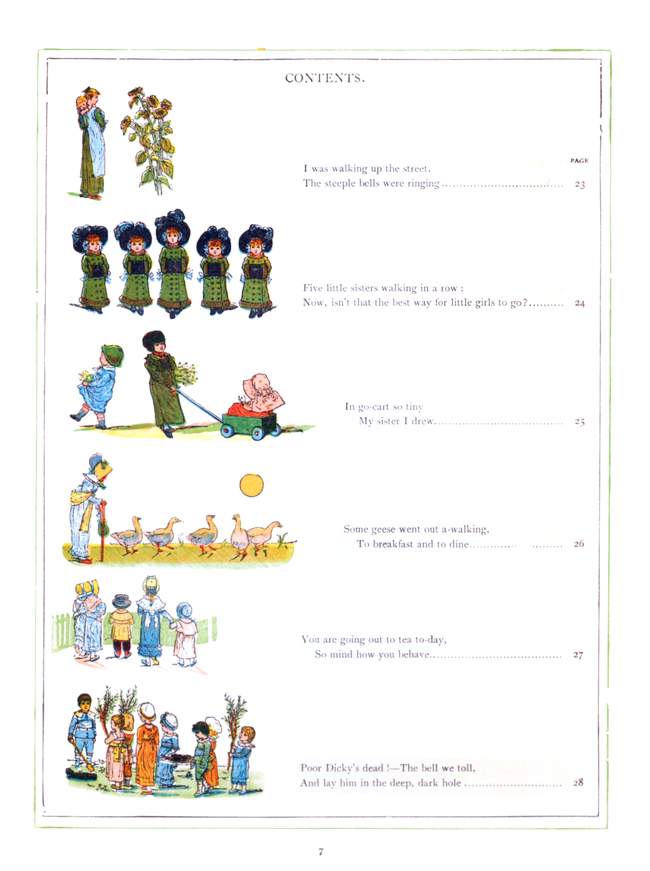 CONTENTS.
PAGE
I was walking up the street,
The steeple bells were ringing........................................ 23
Five little sisters walking in a row :
Now, isn't that the best way for little girls to go?.......... 24
In go-cart so tiny
My sister I drew........................................ 25
Some geese went out a-walking,
To breakfast and to dine............................ 26
You are going out to tea to-day,
So mind how you behave........................................ 27
Poor Dicky's dead !—The bell we toll,
And lay him in the deep, dark hole ............................ 28
7